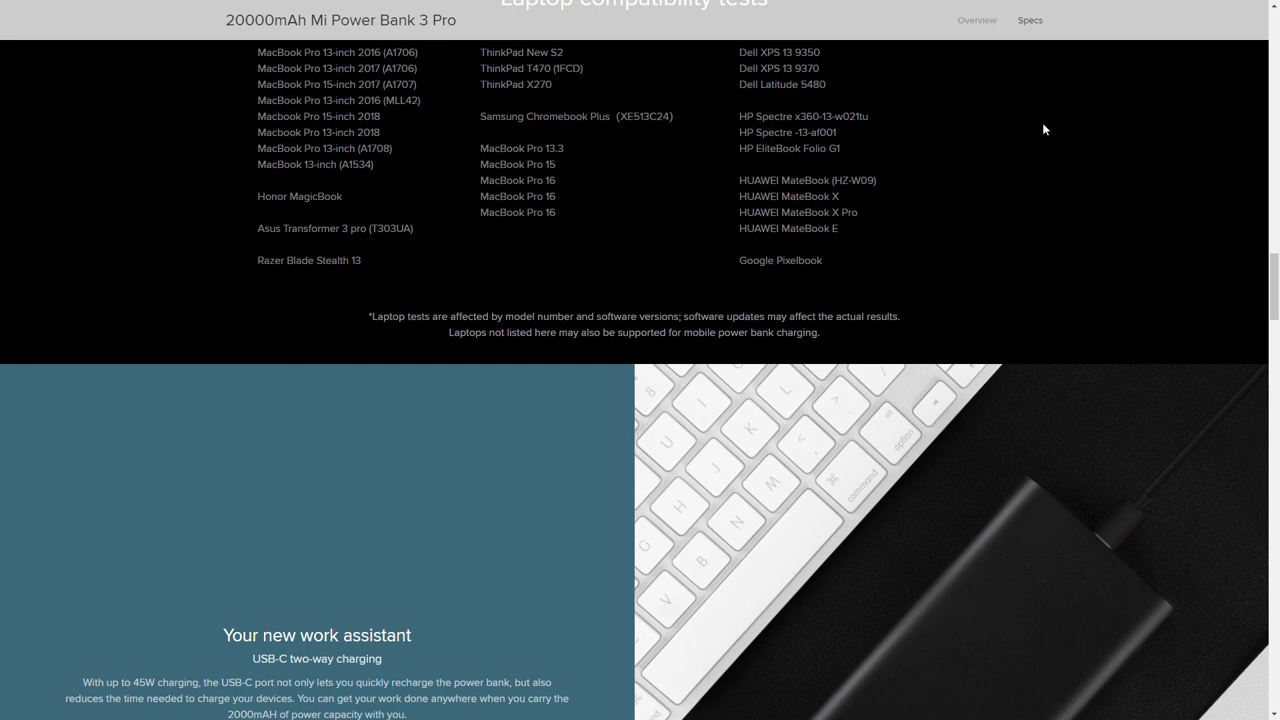 Laptop compatibility tests
20000mAh Mi Power Bank 3 Pro
Overview
Specs
MacBook Pro 13-inch 2016 (A1706)
MacBook Pro 13-inch 2017 (A1706)
MacBook Pro 15-inch 2017 (A1707)
MacBook Pro 13-inch 2016 (MLL42)
Macbook Pro 15-inch 2018
Macbook Pro 13-inch 2018
MacBook Pro 13-inch (A1708)
MacBook 13-inch (A1534)
Honor MagicBook
Asus Transformer 3 pro (T303UA)
Razer Blade Stealth 13
ThinkPad New S2
ThinkPad T470 (1FCD)
ThinkPad X270
Samsung Chromebook Plus（XE513C24）
MacBook Pro 13.3
MacBook Pro 15
MacBook Pro 16
MacBook Pro 16
MacBook Pro 16
Dell XPS 13 9350
Dell XPS 13 9370
Dell Latitude 5480
HP Spectre x360-13-w021tu
HP Spectre -13-af001
HP EliteBook Folio G1
HUAWEI MateBook (HZ-W09)
HUAWEI MateBook X
HUAWEI MateBook X Pro
HUAWEI MateBook E
Google Pixelbook
*Laptop tests are affected by model number and software versions; software updates may affect the actual results.
Laptops not listed here may also be supported for mobile power bank charging.
Your new work assistant
USB-C two-way charging
With up to 45W charging, the USB-C port not only lets you quickly recharge the power bank, but also
reduces the time needed to charge your devices. You can get your work done anywhere when you carry the
2000mAH of power capacity with you.
8
I
L
/
U
K
>
.
alt
option
J
<
,
H
M
⌘
command
G
N
B
V